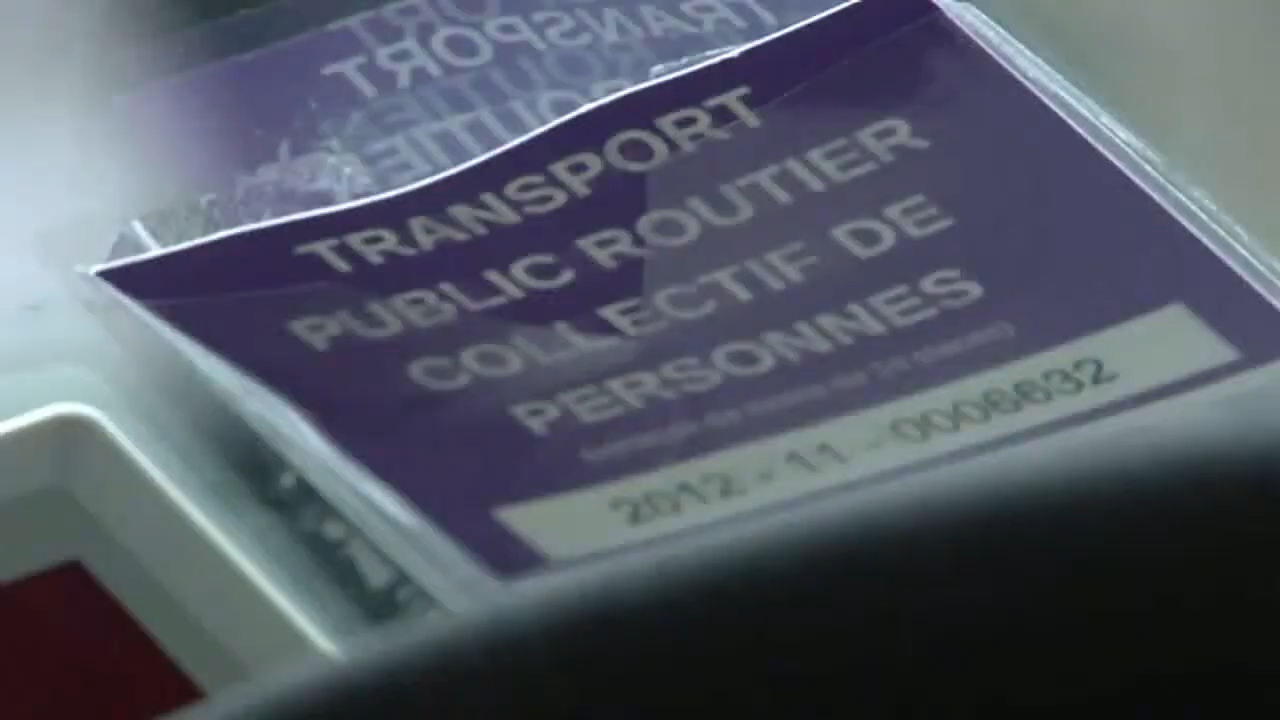 TRANSPORT
PUBLIC ROUTIER
COLLECTIF DE
PERSONNES
2012 - 11 - 0006632